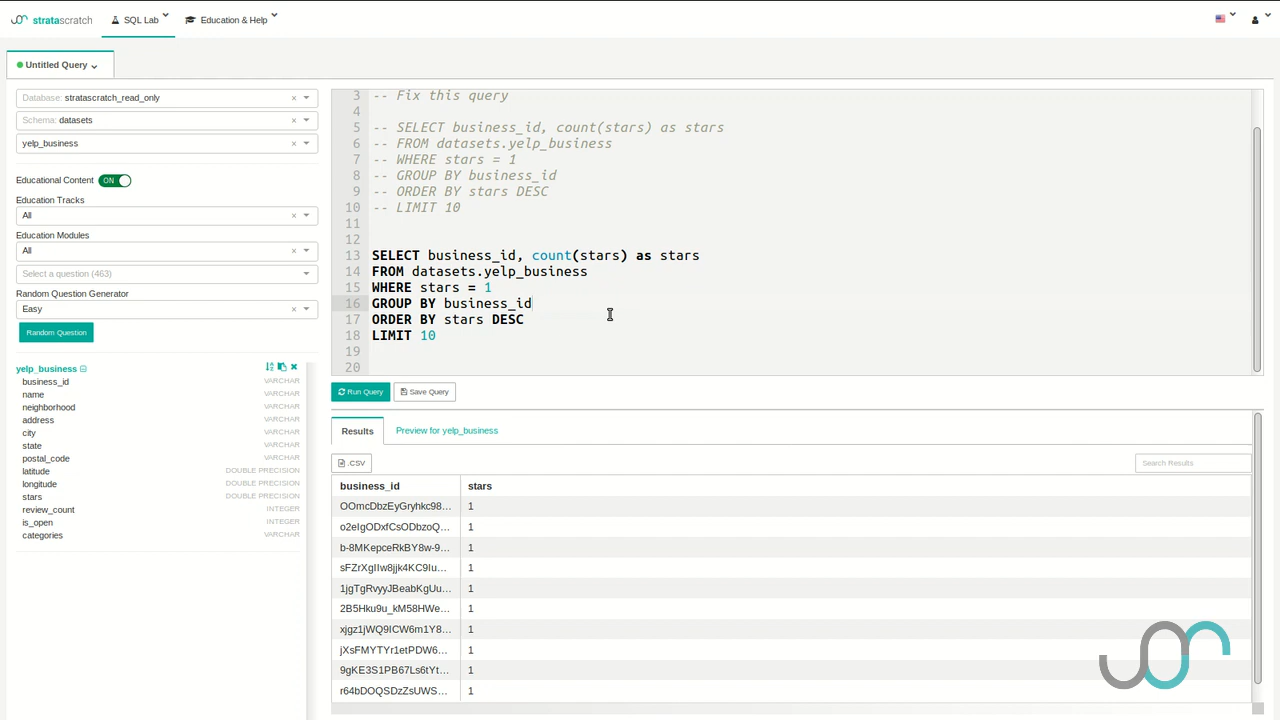 stratascratch
SQL Lab
Education & Help
Untitled Query
Database: stratascratch_read_only
Schema: datasets
yelp_business
Educational Content ON
Education Tracks
All
Education Modules
All
Select a question (463)
Random Question Generator
Easy
Random Question
yelp_business
business_id VARCHAR
name VARCHAR
neighborhood VARCHAR
address VARCHAR
city VARCHAR
state VARCHAR
postal_code VARCHAR
latitude DOUBLE PRECISION
longitude DOUBLE PRECISION
stars DOUBLE PRECISION
review_count INTEGER
is_open INTEGER
categories VARCHAR
3 -- Fix this query
4
5 -- SELECT business_id, count(stars) as stars
6 -- FROM datasets.yelp_business
7 -- WHERE stars = 1
8 -- GROUP BY business_id
9 -- ORDER BY stars DESC
10 -- LIMIT 10
11
12
13 SELECT business_id, count(stars) as stars
14 FROM datasets.yelp_business
15 WHERE stars = 1
16 GROUP BY business_id
17 ORDER BY stars DESC
18 LIMIT 10
19
20
Run Query
Save Query
Results
Preview for yelp_business
.CSV
Search Results
business_id stars
OOmcDbzEyGryhkc98... 1
o2eIgODxfCsODbzoQ... 1
b-8MKepceRkBY8w-9... 1
sFZrXgIIw8jjk4KC9Iu... 1
1jgTgRvyyJBeabKgUu... 1
2B5Hku9u_kM58HWe... 1
xjgz1jWQ9ICW6m1Y8... 1
jXsFMYTYr1etPDW6... 1
9gKE3S1PB67Ls6tYt... 1
r64bDOQSDzZsUWS... 1